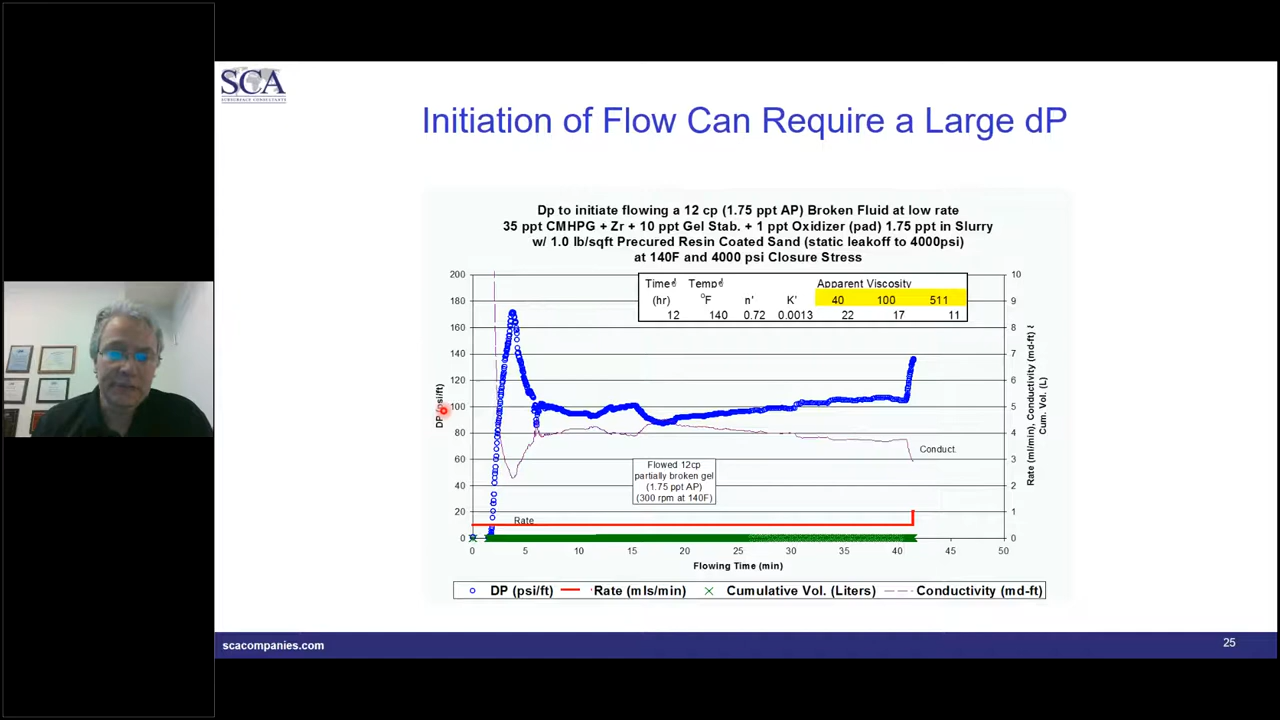 SCA
SUBSURFACE CONSULTANTS
Initiation of Flow Can Require a Large dP
Dp to initiate flowing a 12 cp (1.75 ppt AP) Broken Fluid at low rate
35 ppt CMHPG + Zr + 10 ppt Gel Stab. + 1 ppt Oxidizer (pad) 1.75 ppt in Slurry
w/ 1.0 lb/sqft Precured Resin Coated Sand (static leakoff to 4000psi)
at 140F and 4000 psi Closure Stress
Time Temp Apparent Viscosity
(hr) °F n' K' 40 100 511
12 140 0.72 0.0013 22 17 11
200
180
160
140
120
100
80
60
40
20
0
DP (psi/ft)
10
9
8
7
6
5
4
3
2
1
0
Rate (ml/min), Conductivity (md-ft)
Cum. Vol. (L)
Conduct.
Flowed 12cp
partially broken gel
(1.75 ppt AP)
(300 rpm at 140F)
Rate
0 5 10 15 20 25 30 35 40 45 50
Flowing Time (min)
DP (psi/ft) Rate (mls/min) Cumulative Vol. (Liters) Conductivity (md-ft)
scacompanies.com
25